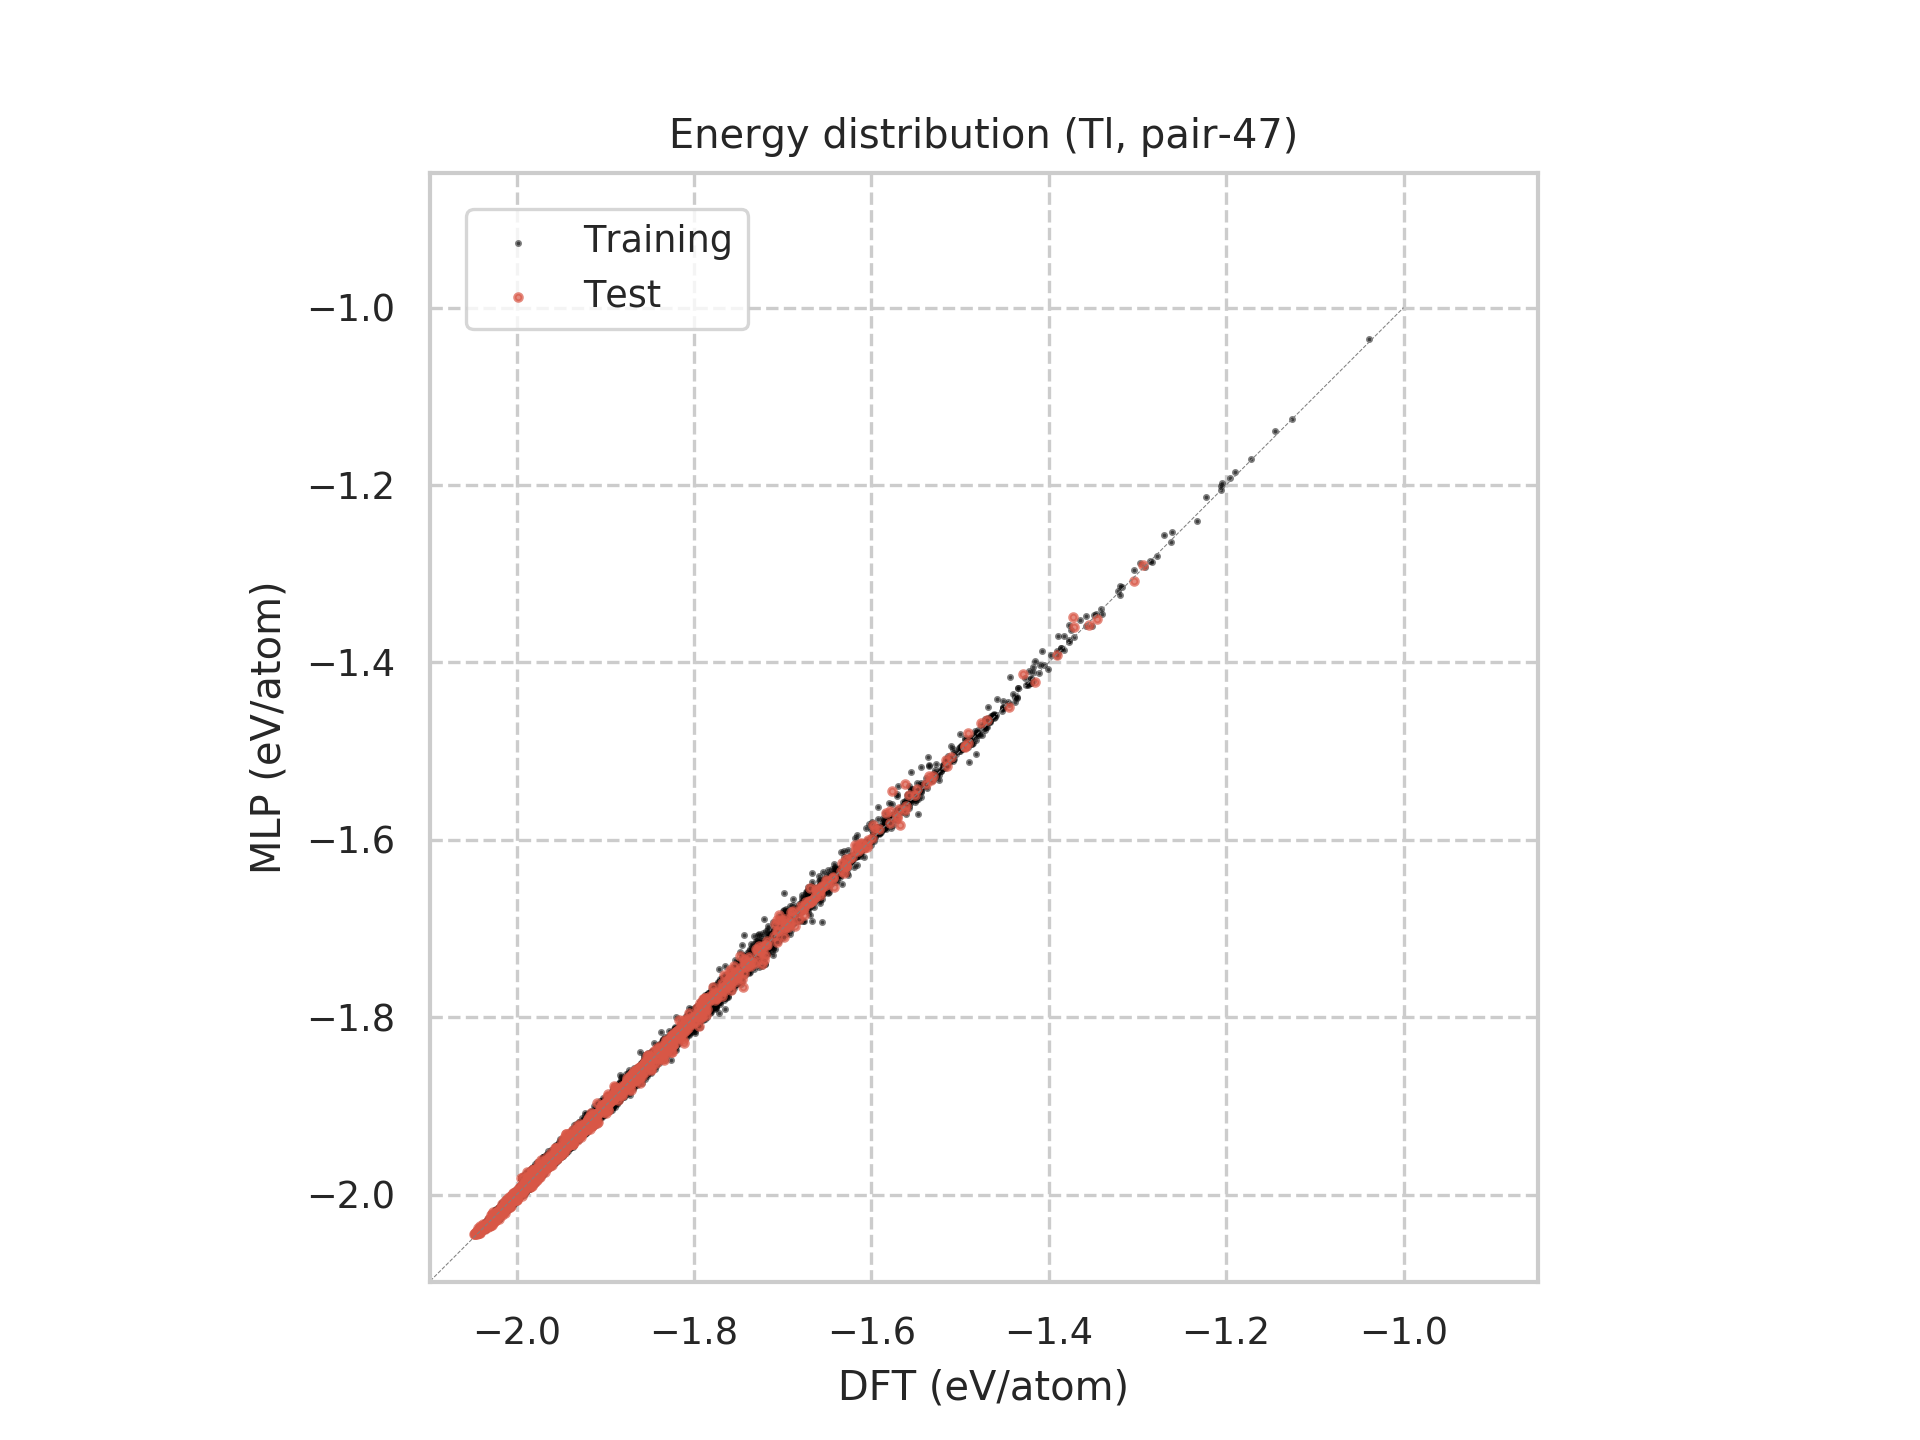 Energy distribution (Tl, pair-47)
Training
Test
−1.0
−1.2
−1.4
−1.6
−1.8
−2.0
MLP (eV/atom)
−2.0 −1.8 −1.6 −1.4 −1.2 −1.0
DFT (eV/atom)